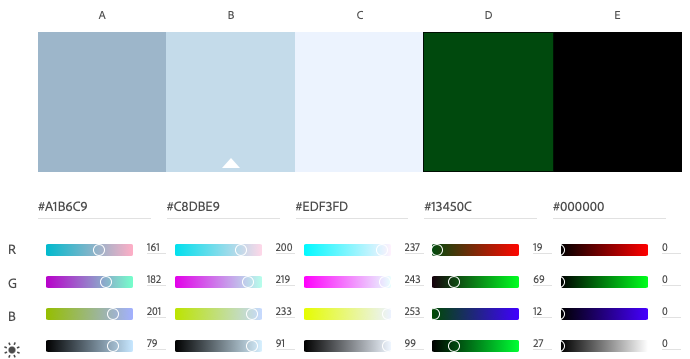 A B C D E
#A1B6C9 #C8DBE9 #EDF3FD #13450C #000000
R 161 200 237 19 0
G 182 219 243 69 0
B 201 233 253 12 0
79 91 99 27 0